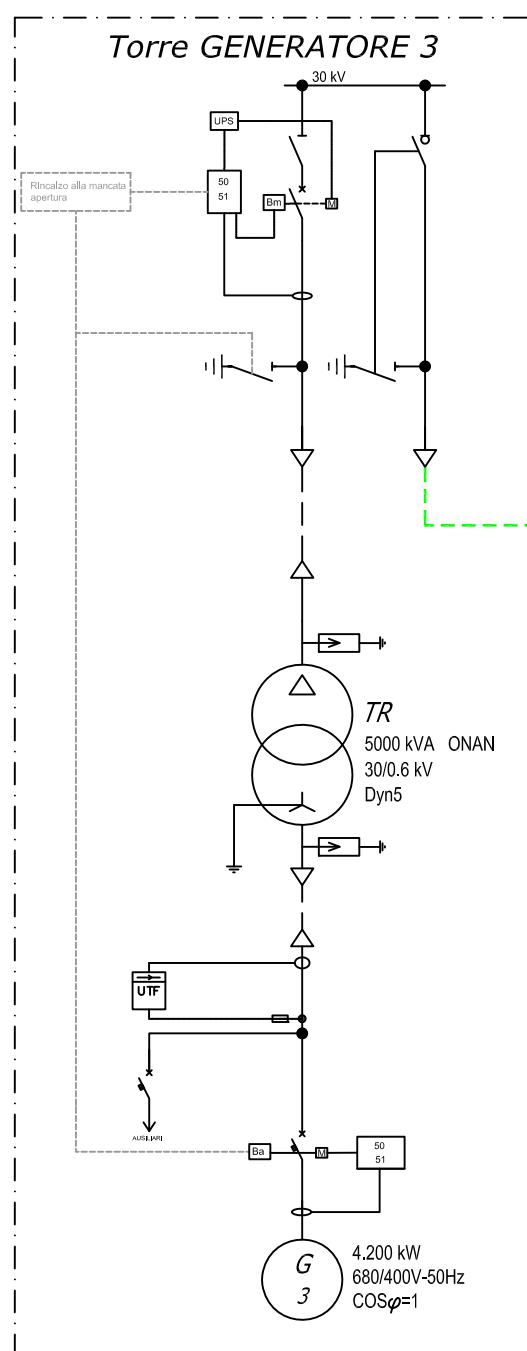 Torre GENERATORE 3
30 kV
UPS
50
51
RIncalzo alla mancata
apertura
Bm
M
TR
5000 kVA ONAN
30/0.6 kV
Dyn5
UTF
AUSILIARI
Ba
M
50
51
G
3
4.200 kW
680/400V-50Hz
COSφ=1